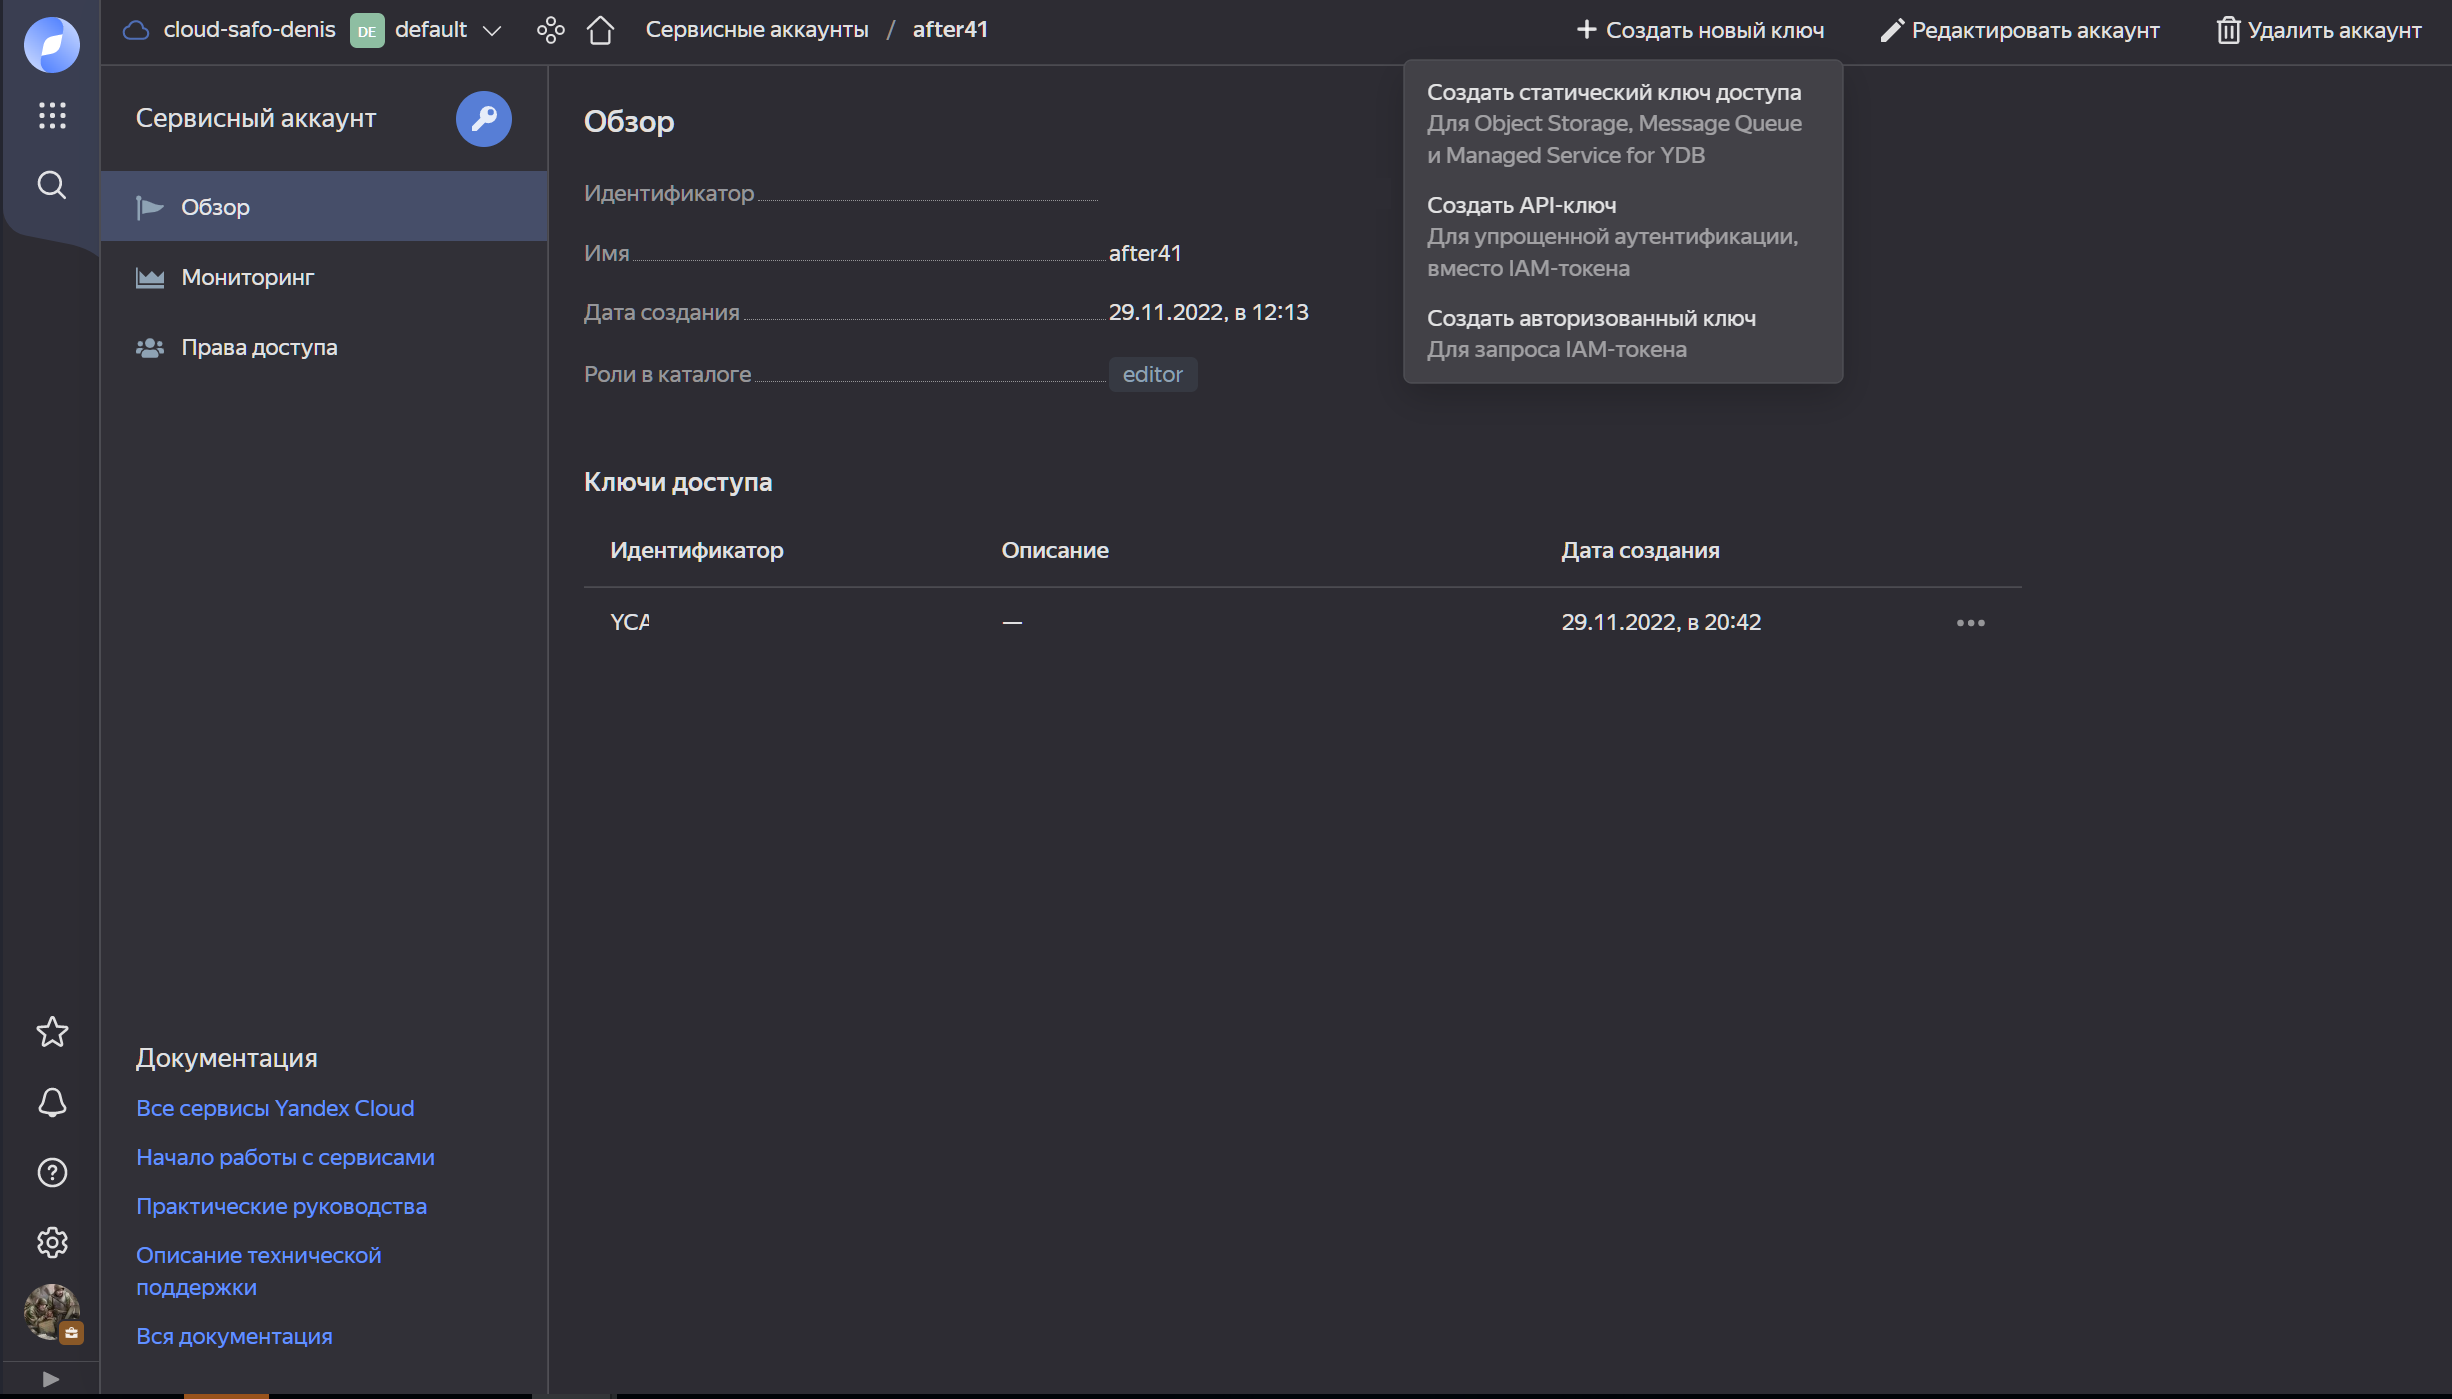 cloud-safo-denis DE default
Сервисные аккаунты / after41
Создать новый ключ
Редактировать аккаунт
Удалить аккаунт
Сервисный аккаунт
Обзор
Мониторинг
Права доступа
Документация
Все сервисы Yandex Cloud
Начало работы с сервисами
Практические руководства
Описание технической
поддержки
Вся документация
Обзор
Идентификатор
Имя after41
Дата создания 29.11.2022, в 12:13
Роли в каталоге editor
Создать статический ключ доступа
Для Object Storage, Message Queue
и Managed Service for YDB
Создать API-ключ
Для упрощенной аутентификации,
вместо IAM-токена
Создать авторизованный ключ
Для запроса IAM-токена
Ключи доступа
Идентификатор Описание Дата создания
YCA — 29.11.2022, в 20:42